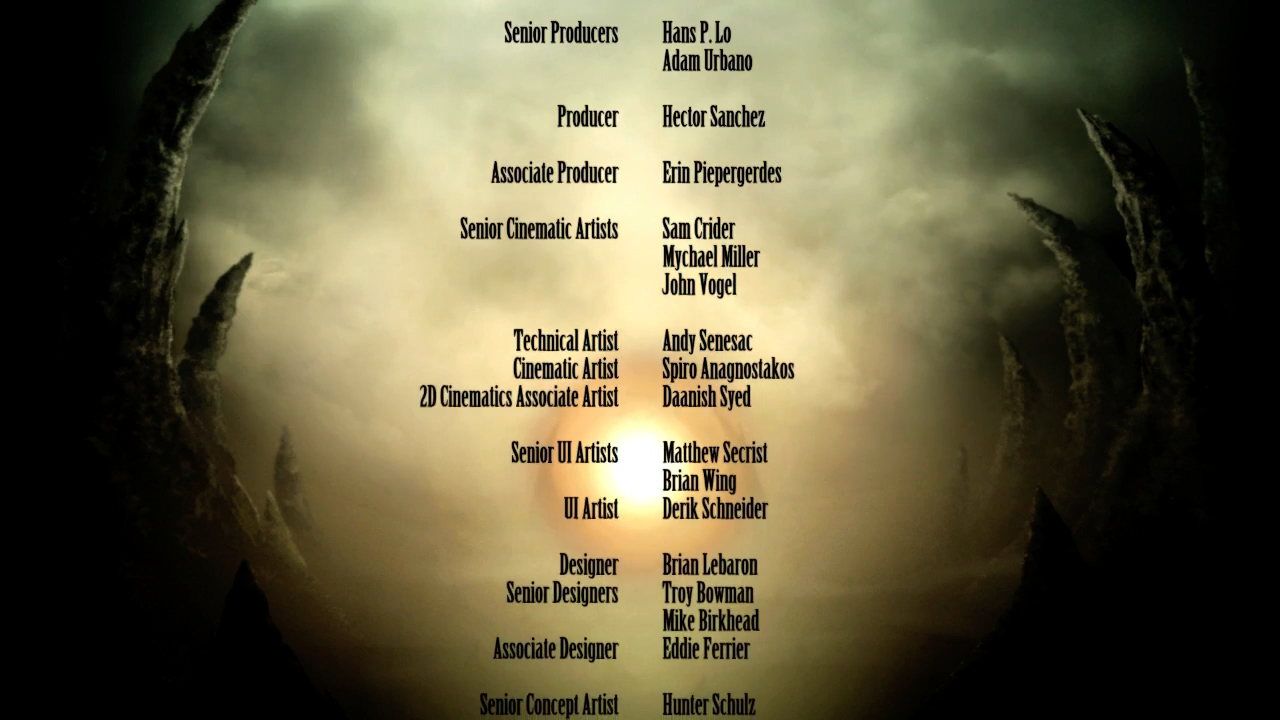 Senior Producers Hans P. Lo
Adam Urbano
Producer Hector Sanchez
Associate Producer Erin Piepergerdes
Senior Cinematic Artists Sam Crider
Mychael Miller
John Vogel
Technical Artist Andy Senesac
Cinematic Artist Spiro Anagnostakos
2D Cinematics Associate Artist Daanish Syed
Senior UI Artists Matthew Secrist
Brian Wing
UI Artist Derik Schneider
Designer Brian Lebaron
Senior Designers Troy Bowman
Mike Birkhead
Associate Designer Eddie Ferrier
Senior Concept Artist Hunter Schulz